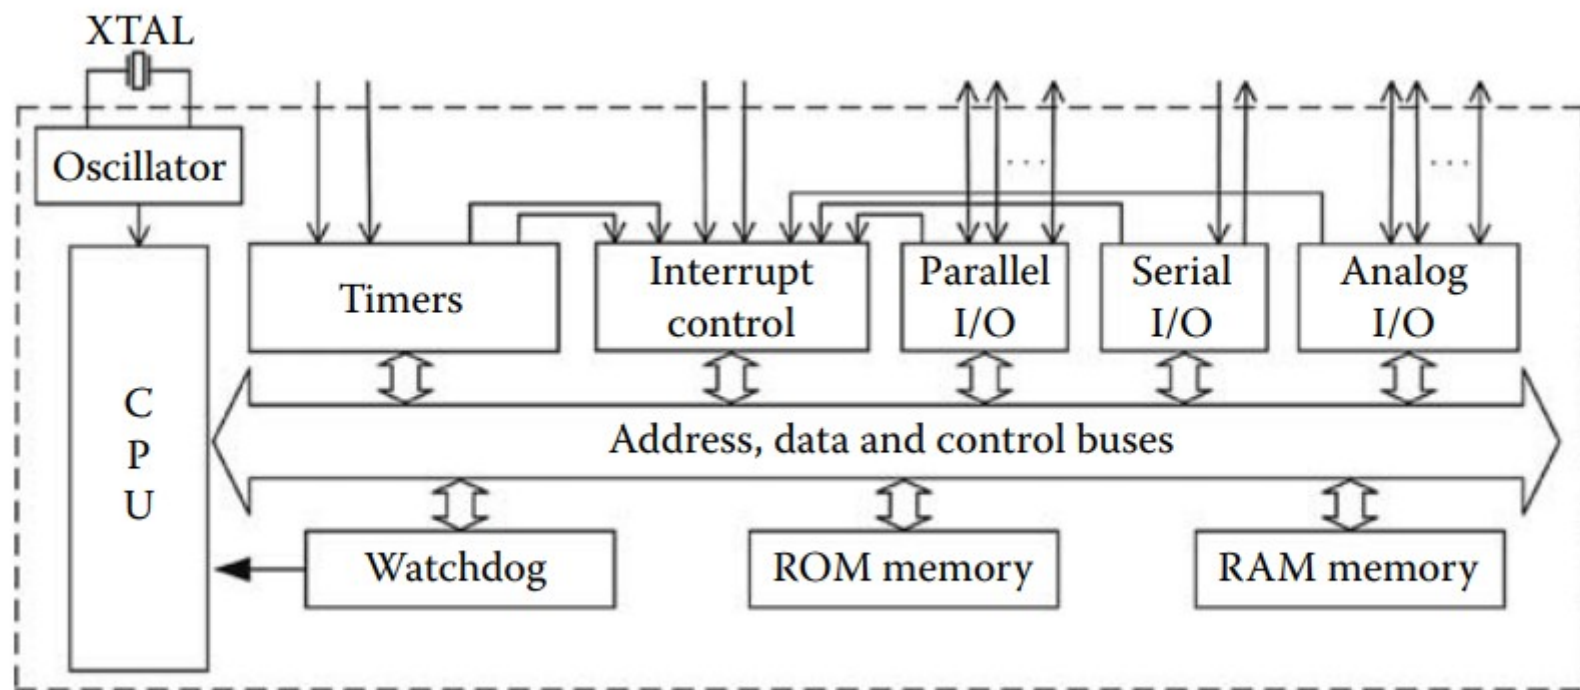 XTAL
Oscillator
Timers
Interrupt
control
Parallel
I/O
Serial
I/O
Analog
I/O
...
...
C
P
U
Address, data and control buses
Watchdog
ROM memory
RAM memory